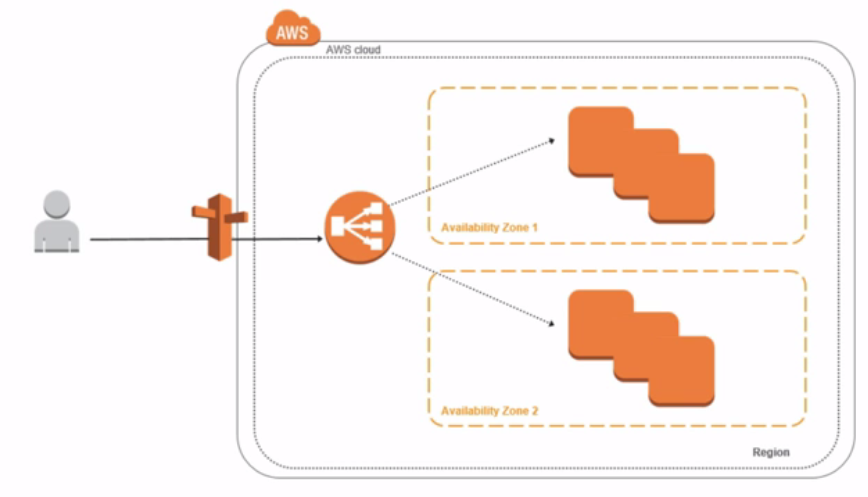 AWS
AWS cloud
Availability Zone 1
Availability Zone 2
Region